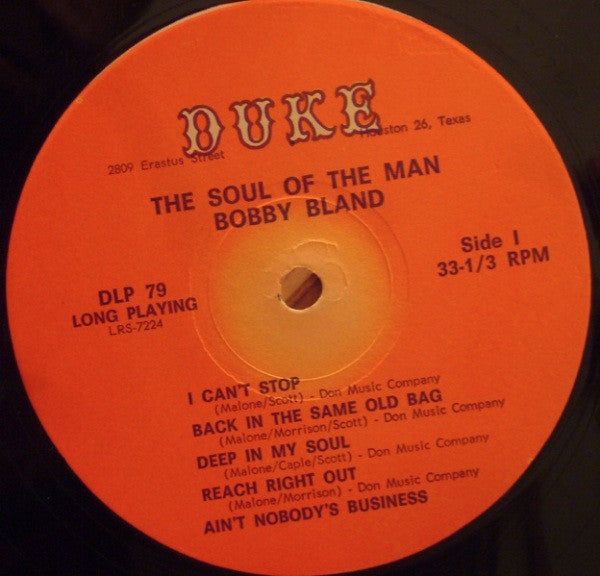 DUKE
2809 Erastus Street Houston 26, Texas
THE SOUL OF THE MAN
BOBBY BLAND
Side I
33-1/3 RPM
DLP 79
LONG PLAYING
LRS-7224
I CAN'T STOP
(Malone/Scott) - Don Music Company
BACK IN THE SAME OLD BAG
(Malone/Morrison/Scott) - Don Music Company
DEEP IN MY SOUL
(Malone/Caple/Scott) - Don Music Company
REACH RIGHT OUT
(Malone/Morrison) - Don Music Company
AIN'T NOBODY'S BUSINESS